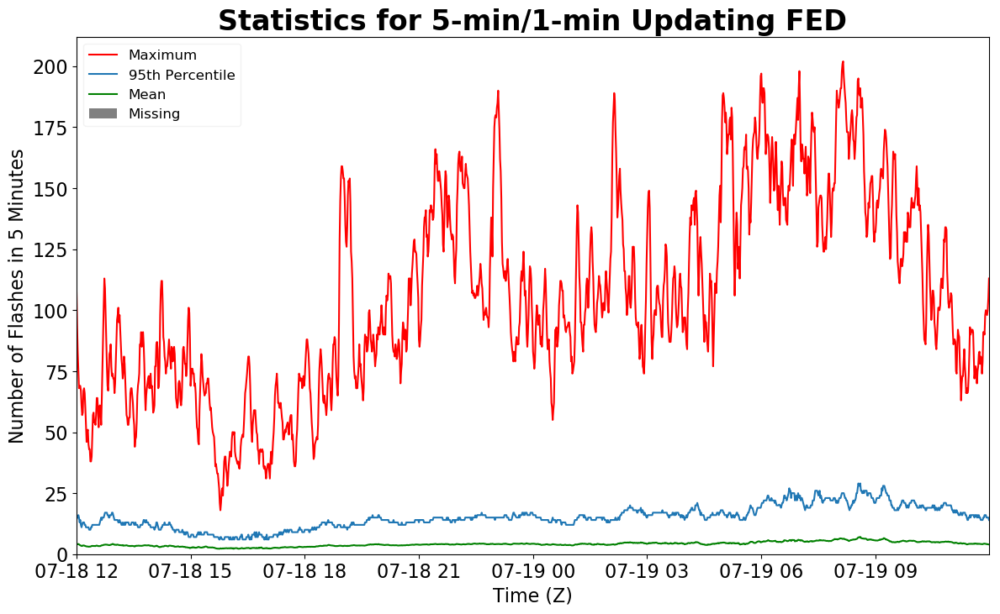 Statistics for 5-min/1-min Updating FED
Number of Flashes in 5 Minutes
Maximum
95th Percentile
Mean
Missing
200
175
150
125
100
75
50
25
0
07-18 12
07-18 15
07-18 18
07-18 21
07-19 00
07-19 03
07-19 06
07-19 09
Time (Z)